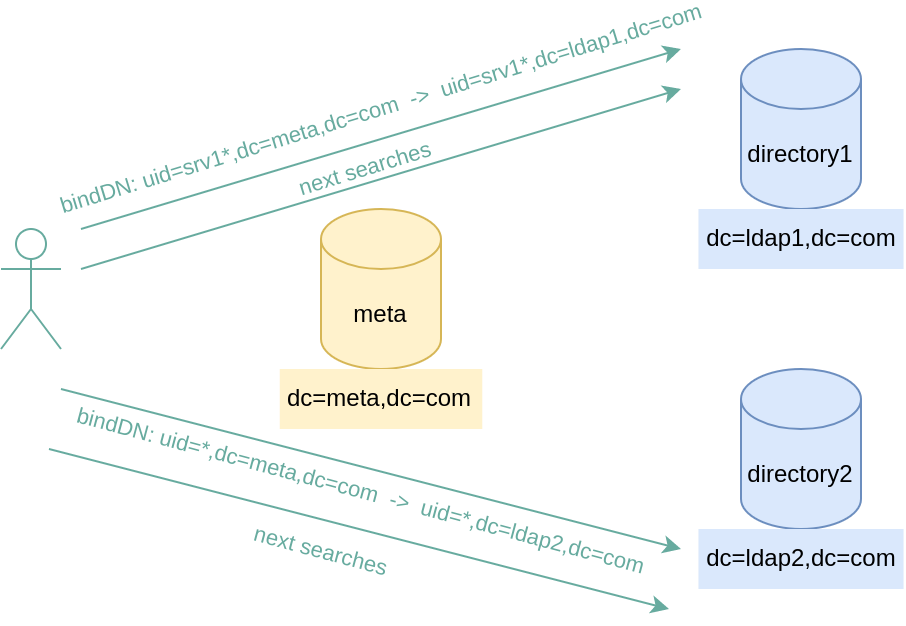 bindDN: uid=srv1*,dc=meta,dc=com -> uid=srv1*,dc=ldap1,dc=com
next searches
directory1
dc=ldap1,dc=com
meta
dc=meta,dc=com
bindDN: uid=*,dc=meta,dc=com -> uid=*,dc=ldap2,dc=com
next searches
directory2
dc=ldap2,dc=com